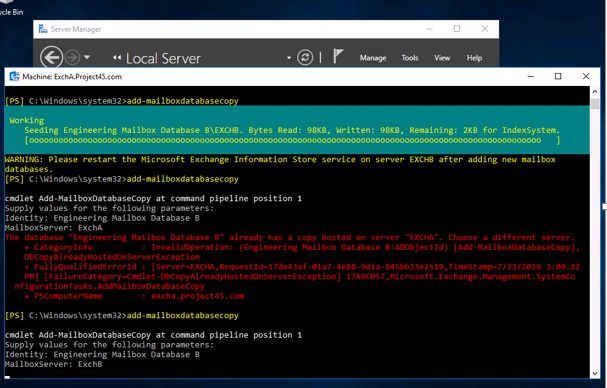 cle Bin
Server Manager
Local Server
Manage Tools View Help
Machine: ExchA.Project45.com
[PS] C:\Windows\system32>add-mailboxdatabasecopy
Working
Seeding Engineering Mailbox Database B\EXCHB. Bytes Read: 98KB, Written: 98KB, Remaining: 2KB for IndexSystem.
WARNING: Please restart the Microsoft Exchange Information Store service on server EXCHB after adding new mailbox
databases.
[PS] C:\Windows\system32>add-mailboxdatabasecopy
cmdlet Add-MailboxDatabaseCopy at command pipeline position 1
Supply values for the following parameters:
Identity: Engineering Mailbox Database B
MailboxServer: ExchA
The database "Engineering Mailbox Database B" already has a copy hosted on server "EXCHA". Choose a different server.
+ CategoryInfo : InvalidOperation: (Engineering Mailbox Database B:ADObjectId) [Add-MailboxDatabaseCopy],
DbCopyAlreadyHostedOnServerException
+ FullyQualifiedErrorId : [Server=EXCHA,RequestId=17de43af-01a7-4e88-9d1a-845bb33e2519,TimeStamp=7/23/2019 3:09:22
PM] [FailureCategory=Cmdlet-DbCopyAlreadyHostedOnServerException] 17A9C057,Microsoft.Exchange.Management.SystemCo
nfigurationTasks.AddMailboxDatabaseCopy
+ PSComputerName : excha.project45.com
[PS] C:\Windows\system32>add-mailboxdatabasecopy
cmdlet Add-MailboxDatabaseCopy at command pipeline position 1
Supply values for the following parameters:
Identity: Engineering Mailbox Database B
MailboxServer: ExchB